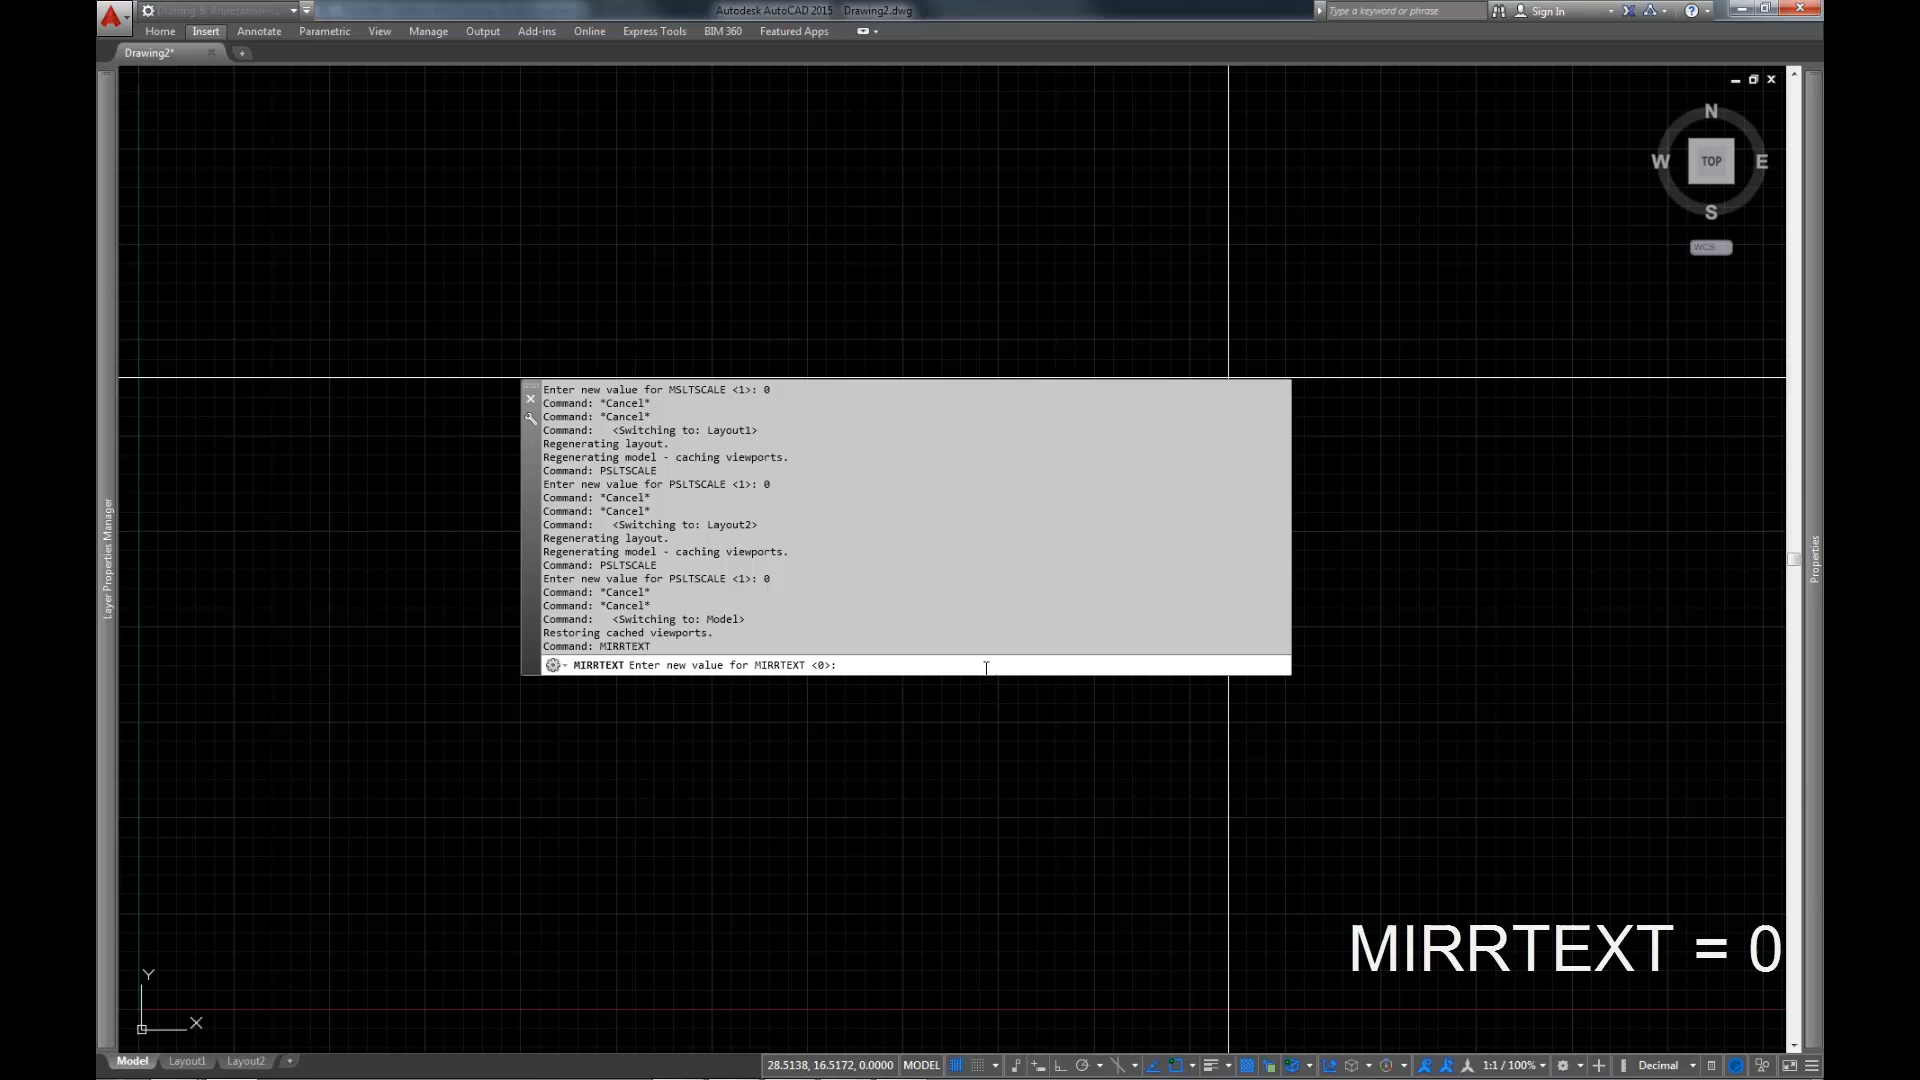 Drafting & Annotation
Autodesk AutoCAD 2015 Drawing2.dwg
Type a keyword or phrase
Sign In
Home Insert Annotate Parametric View Manage Output Add-ins Online Express Tools BIM 360 Featured Apps
Drawing2*
N
W TOP E
S
WCS
Enter new value for MSLTSCALE <1>: 0
Command: *Cancel*
Command: *Cancel*
Command: <Switching to: Layout1>
Regenerating layout.
Regenerating model - caching viewports.
Command: PSLTSCALE
Enter new value for PSLTSCALE <1>: 0
Command: *Cancel*
Command: *Cancel*
Command: <Switching to: Layout2>
Regenerating layout.
Regenerating model - caching viewports.
Command: PSLTSCALE
Enter new value for PSLTSCALE <1>: 0
Command: *Cancel*
Command: *Cancel*
Command: <Switching to: Model>
Restoring cached viewports.
Command: MIRRTEXT
MIRRTEXT Enter new value for MIRRTEXT <0>:
Layer Properties Manager
Properties
MIRRTEXT = 0
Y
X
Model Layout1 Layout2 +
28.5138, 16.5172, 0.0000 MODEL 1:1 / 100% Decimal